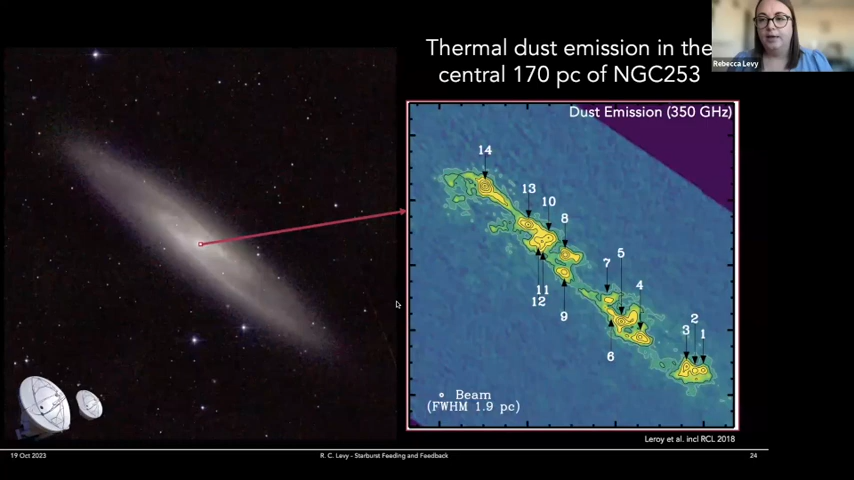 Thermal dust emission in the
central 170 pc of NGC253
Rebecca Levy
Dust Emission (350 GHz)
14
13
10
8
5
7
4
11
12
2
9
3
1
6
Beam
(FWHM 1.9 pc)
Leroy et al. incl RCL 2018
19 Oct 2023
R. C. Levy - Starburst Feeding and Feedback
24